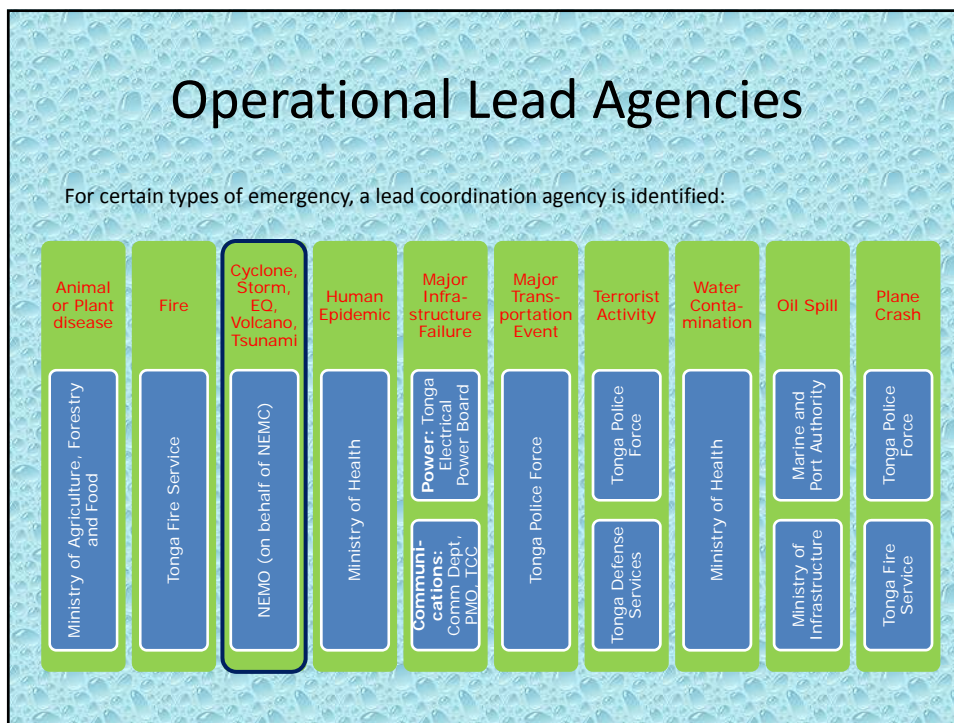 Operational Lead Agencies
For certain types of emergency, a lead coordination agency is identified:
Animal
or Plant
disease
Ministry of Agriculture, Forestry
and Food
Fire
Tonga Fire Service
Cyclone,
Storm,
EQ,
Volcano,
Tsunami
NEMO (on behalf of NEMC)
Human
Epidemic
Ministry of Health
Major
Infra-
structure
Failure
Power: Tonga
Electrical
Power Board
Communi-
cations:
Comm Dept,
PMO, TCC
Major
Trans-
portation
Event
Tonga Police Force
Terrorist
Activity
Tonga Police
Force
Tonga Defense
Services
Water
Conta-
mination
Ministry of Health
Oil Spill
Marine and
Port Authority
Ministry of
Infrastructure
Plane
Crash
Tonga Police
Force
Tonga Fire
Service